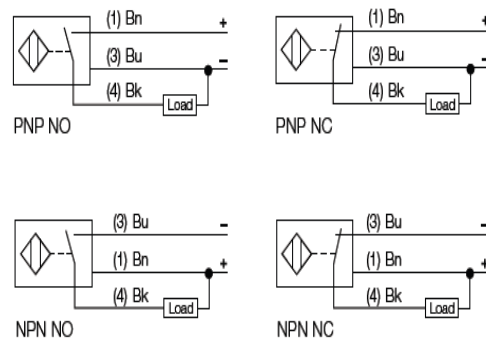 (1) Bn +
(3) Bu −
(4) Bk Load
PNP NO
(1) Bn +
(3) Bu −
(4) Bk Load
PNP NC
(3) Bu −
(1) Bn +
(4) Bk Load
NPN NO
(3) Bu −
(1) Bn +
(4) Bk Load
NPN NC